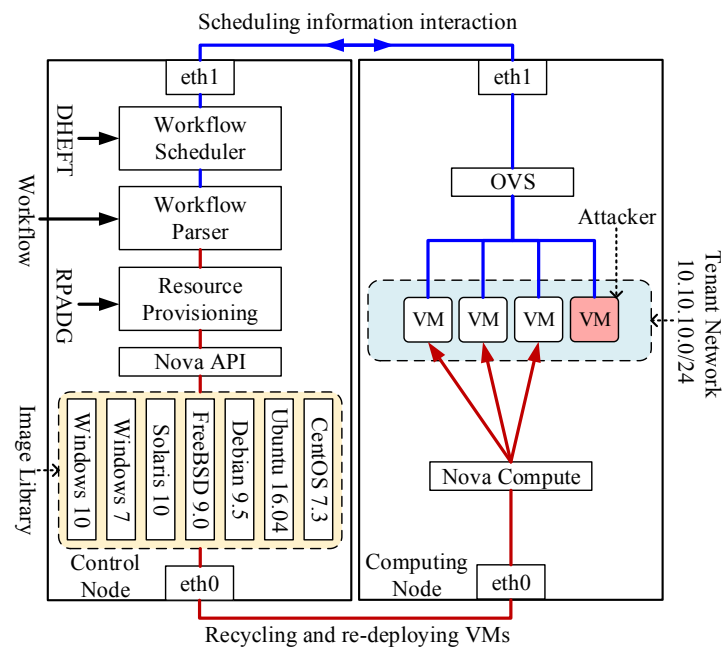 Scheduling information interaction
eth1
eth1
DHEFT
Workflow
Scheduler
Workflow
Workflow
Parser
RPADG
Resource
Provisioning
Nova API
Image Library
Windows 10
Windows 7
Solaris 10
FreeBSD 9.0
Debian 9.5
Ubuntu 16.04
CentOS 7.3
Control
Node
eth0
OVS
Attacker
VM
VM
VM
VM
Tenant Network
10.10.10.0/24
Nova Compute
Computing
Node
eth0
Recycling and re-deploying VMs